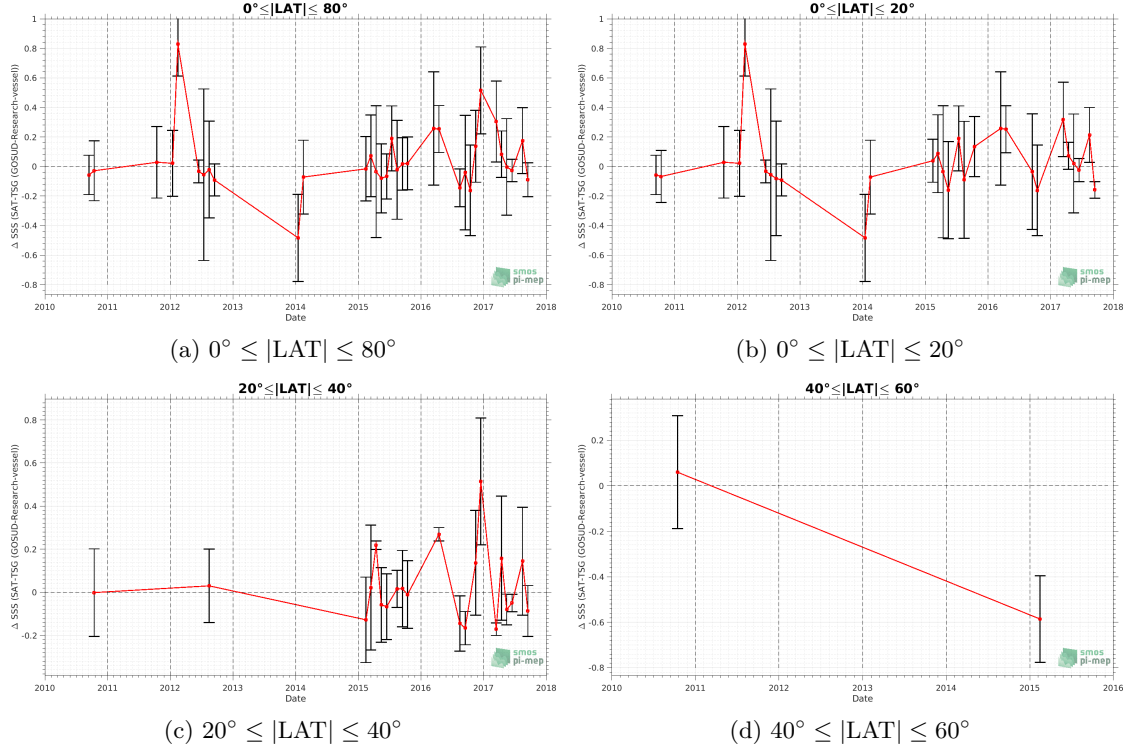 0°≤|LAT|≤ 80°
1
0.8
0.6
0.4
0.2
0
-0.2
-0.4
-0.6
-0.8
Δ SSS (SAT-TSG (GOSUD-Research-vessel))
2010 2011 2012 2013 2014 2015 2016 2017 2018
Date
smos
pi-mep
(a) 0° ≤ |LAT| ≤ 80°
0°≤|LAT|≤ 20°
1
0.8
0.6
0.4
0.2
0
-0.2
-0.4
-0.6
-0.8
Δ SSS (SAT-TSG (GOSUD-Research-vessel))
2010 2011 2012 2013 2014 2015 2016 2017 2018
Date
smos
pi-mep
(b) 0° ≤ |LAT| ≤ 20°
20°≤|LAT|≤ 40°
0.8
0.6
0.4
0.2
0
-0.2
Δ SSS (SAT-TSG (GOSUD-Research-vessel))
2010 2011 2012 2013 2014 2015 2016 2017 2018
Date
smos
pi-mep
(c) 20° ≤ |LAT| ≤ 40°
40°≤|LAT|≤ 60°
0.2
0
-0.2
-0.4
-0.6
-0.8
Δ SSS (SAT-TSG (GOSUD-Research-vessel))
2010 2011 2012 2013 2014 2015 2016
Date
smos
pi-mep
(d) 40° ≤ |LAT| ≤ 60°